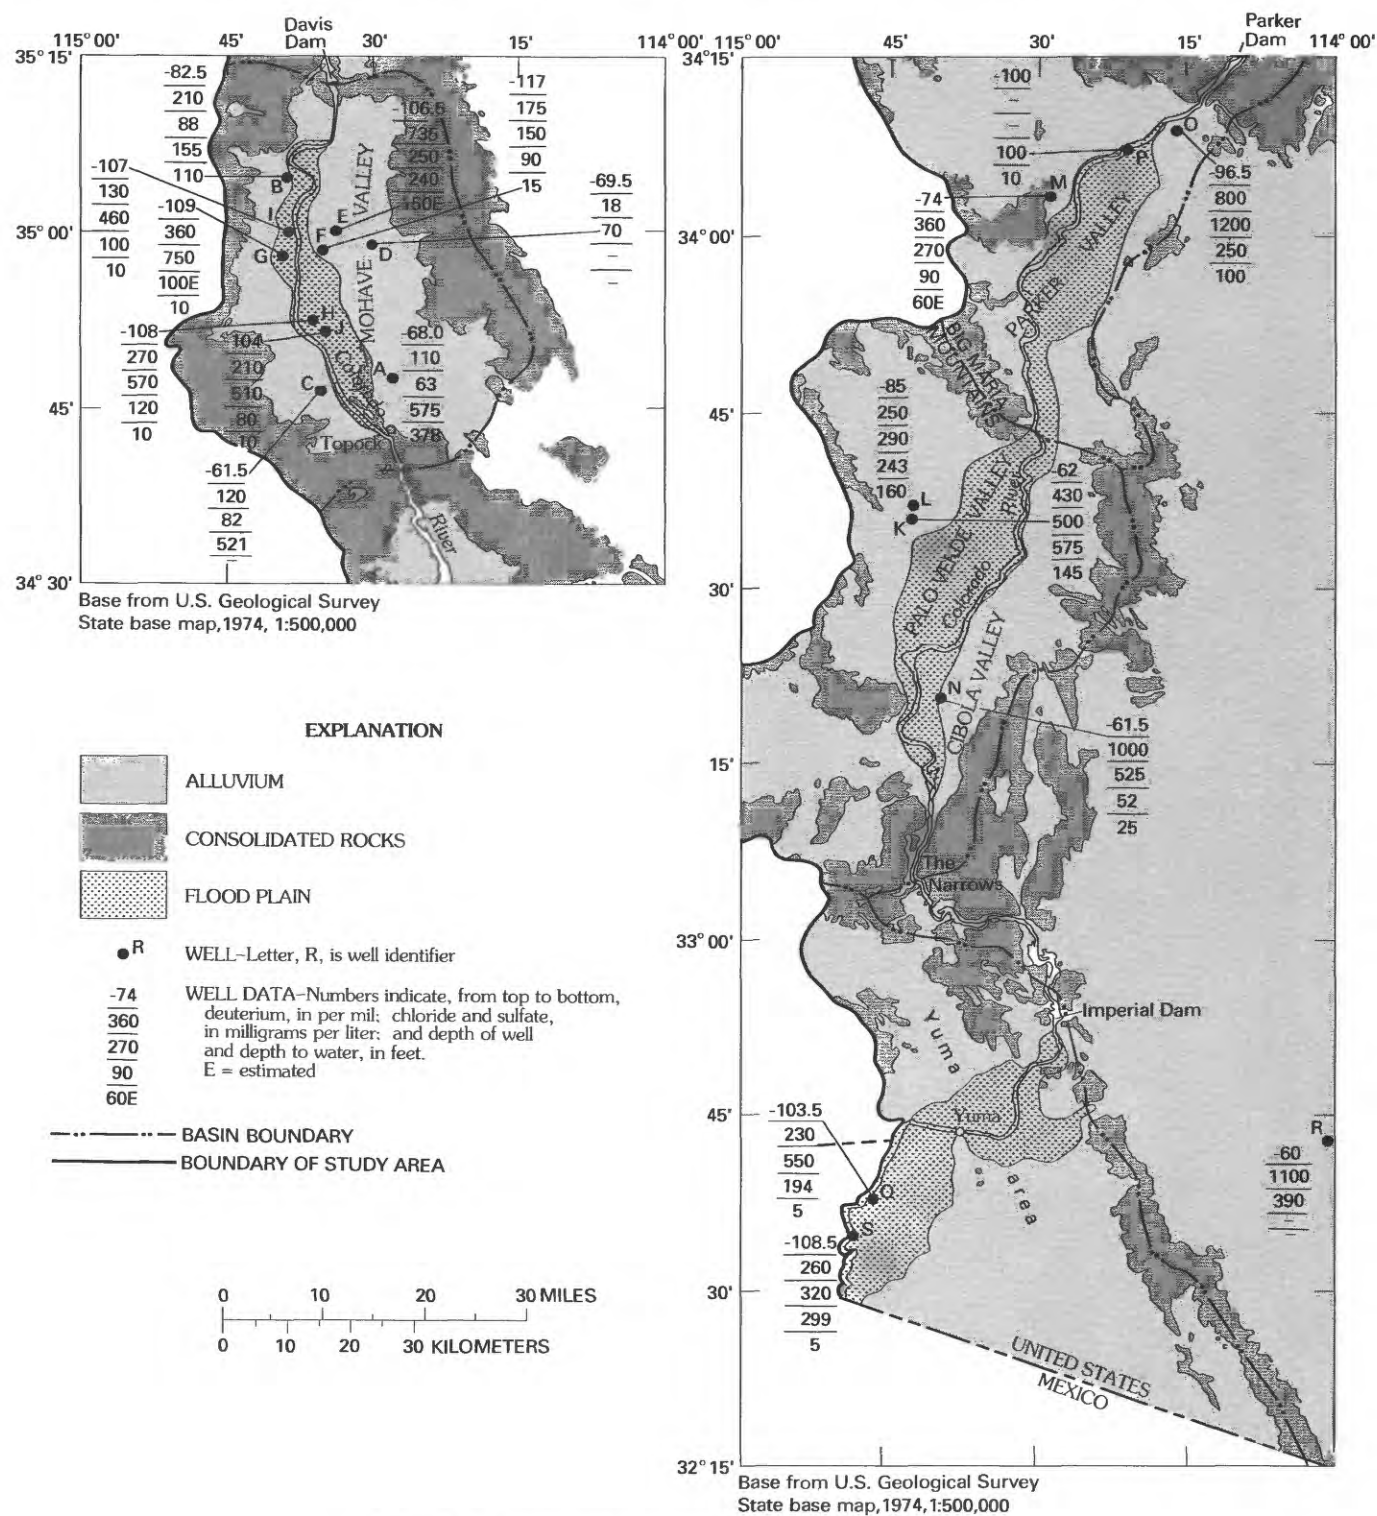 Davis
Dam
115° 00'
45'
30'
15'
114° 00'
35° 15'
35° 00'
45'
34° 30'
-82.5
210
88
155
110
-107
130
460
100
10
-109
360
750
100E
10
-106.5
735
250
240
150E
-117
175
150
90
15
-69.5
18
70
–
–
-108
270
570
120
10
-104
210
510
80
10
-68.0
110
63
575
378
-61.5
120
82
521
–
B
I
G
E
F
D
H
J
C
A
MOHAVE VALLEY
Colorado
Topock
River
Base from U.S. Geological Survey
State base map,1974, 1:500,000
EXPLANATION
ALLUVIUM
CONSOLIDATED ROCKS
FLOOD PLAIN
R
WELL–Letter, R, is well identifier
-74
360
270
90
60E
WELL DATA–Numbers indicate, from top to bottom,
deuterium, in per mil; chloride and sulfate,
in milligrams per liter; and depth of well
and depth to water, in feet.
E = estimated
BASIN BOUNDARY
BOUNDARY OF STUDY AREA
0 10 20 30 MILES
0 10 20 30 KILOMETERS
Parker
Dam
115° 00'
45'
30'
15'
114° 00'
34° 15'
34° 00'
45'
30'
15'
33° 00'
45'
30'
32° 15'
-100
–
–
100
10
-74
360
270
90
60E
-96.5
800
1200
250
100
O
P
M
PARKER VALLEY
BIG MARIA
MOUNTAINS
-85
250
290
243
160
L
K
-62
430
500
575
145
PALO VERDE VALLEY
Colorado River
CIBOLA VALLEY
N
-61.5
1000
525
52
25
The
Narrows
Imperial Dam
Yuma
area
Yuma
-103.5
230
550
194
5
Q
S
-108.5
260
320
299
5
R
-60
1100
390
–
–
UNITED STATES
MEXICO
Base from U.S. Geological Survey
State base map,1974,1:500,000